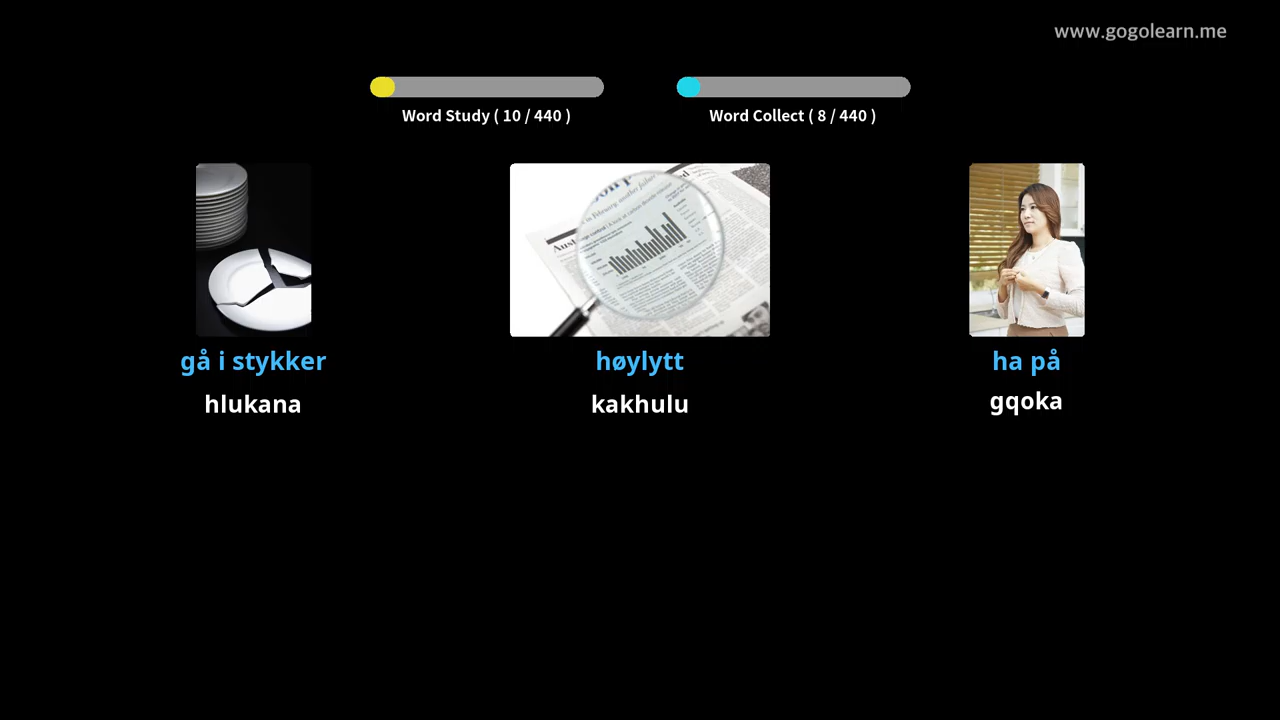 www.gogolearn.me
Word Study ( 10 / 440 )
Word Collect ( 8 / 440 )
gå i stykker
høylytt
ha på
hlukana
kakhulu
gqoka